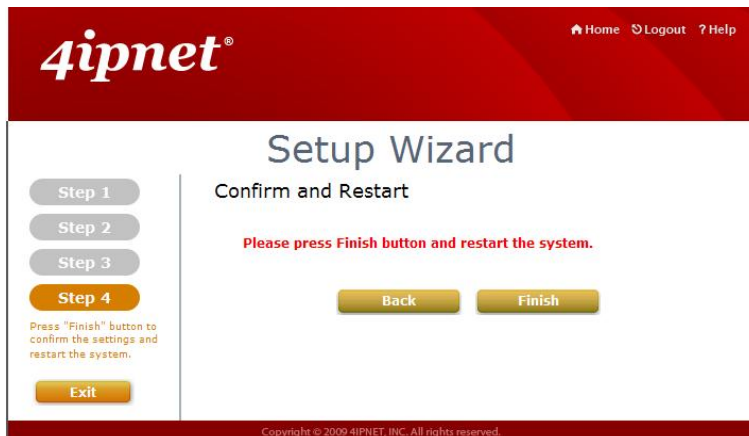 4ipnet®
Home Logout ? Help
Setup Wizard
Step 1
Step 2
Step 3
Step 4
Press "Finish" button to
confirm the settings and
restart the system.
Exit
Confirm and Restart
Please press Finish button and restart the system.
Back Finish
Copyright © 2009 4IPNET, INC. All rights reserved.